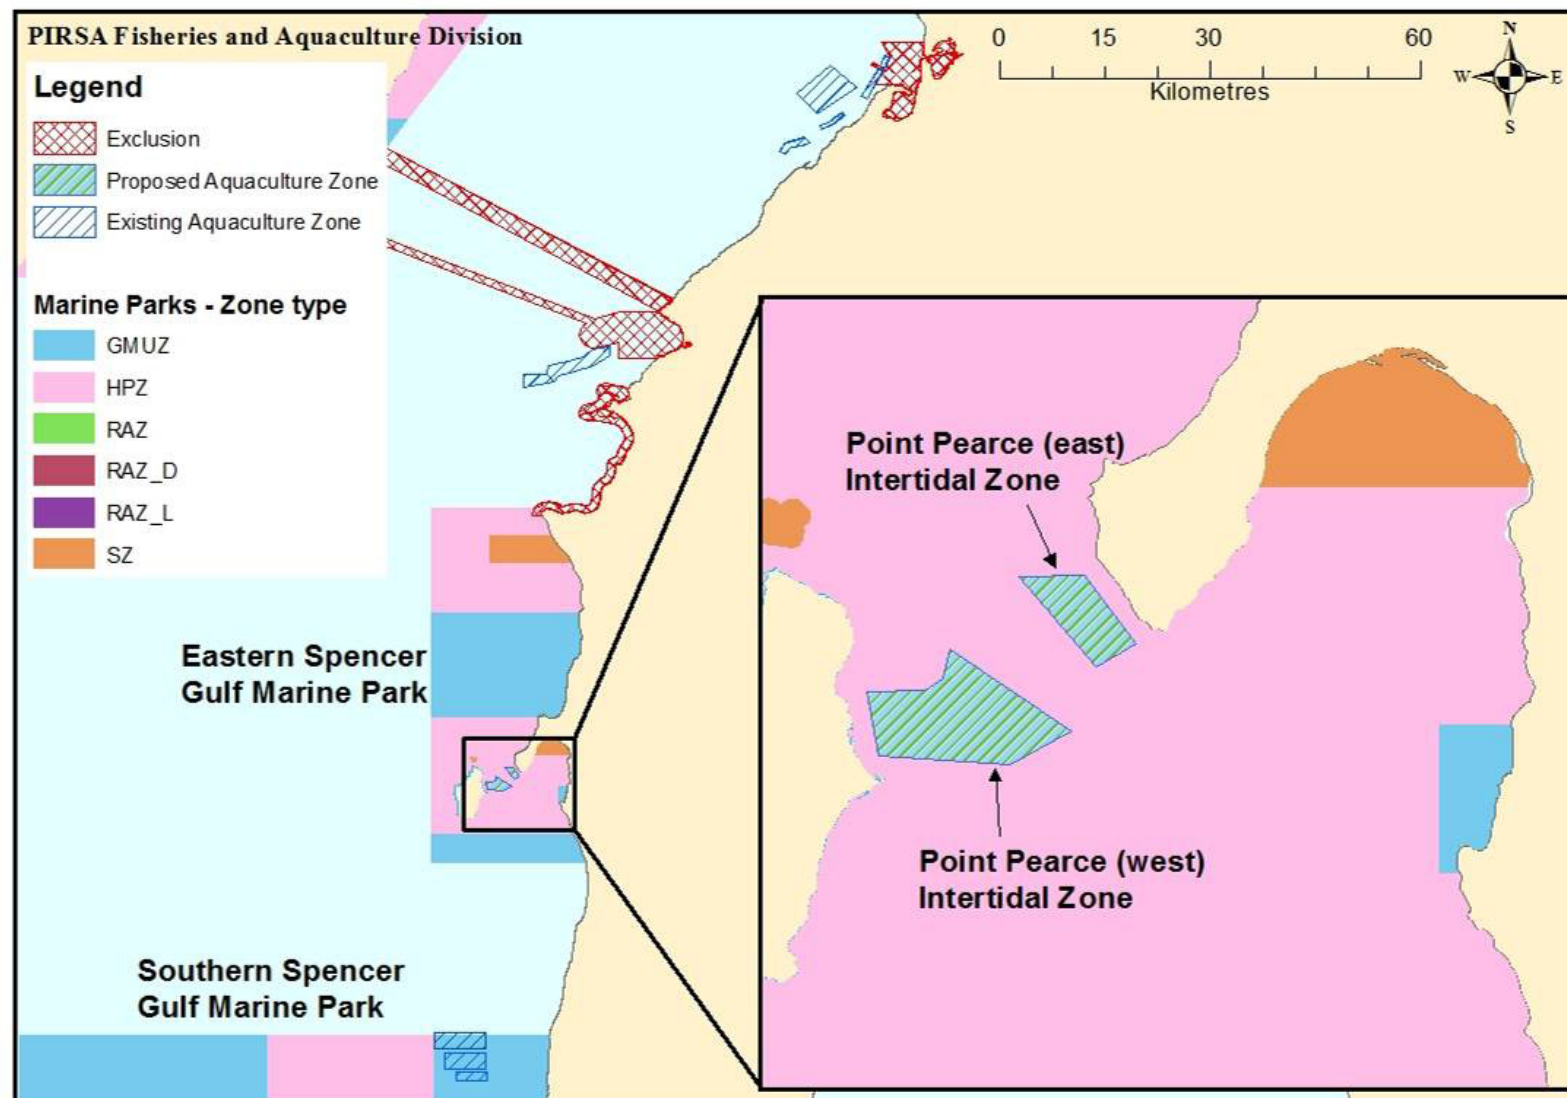 PIRSA Fisheries and Aquaculture Division
Legend
Exclusion
Proposed Aquaculture Zone
Existing Aquaculture Zone
Marine Parks - Zone type
GMUZ
HPZ
RAZ
RAZ_D
RAZ_L
SZ
0 15 30 60
Kilometres
N
W E
S
Point Pearce (east)
Intertidal Zone
Eastern Spencer
Gulf Marine Park
Point Pearce (west)
Intertidal Zone
Southern Spencer
Gulf Marine Park